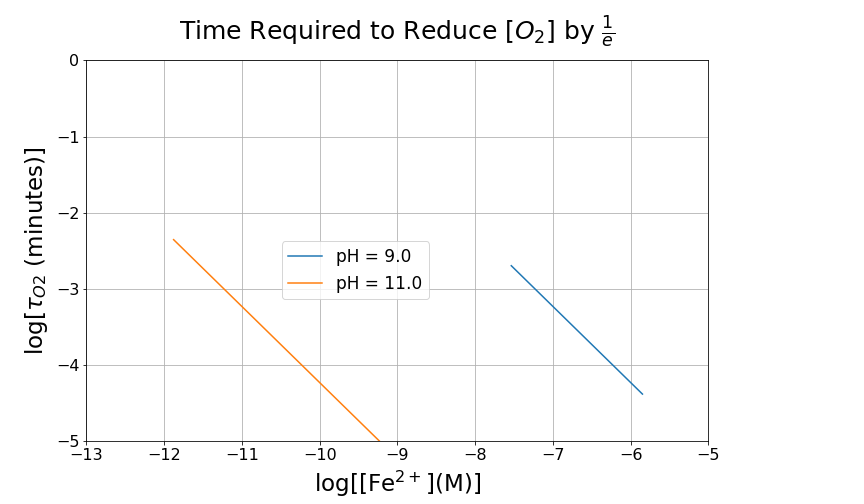 Time Required to Reduce [O₂] by 1/e
log[τ_O2 (minutes)]
0
−1
−2
−3
−4
−5
pH = 9.0
pH = 11.0
−13 −12 −11 −10 −9 −8 −7 −6 −5
log[[Fe²⁺](M)]